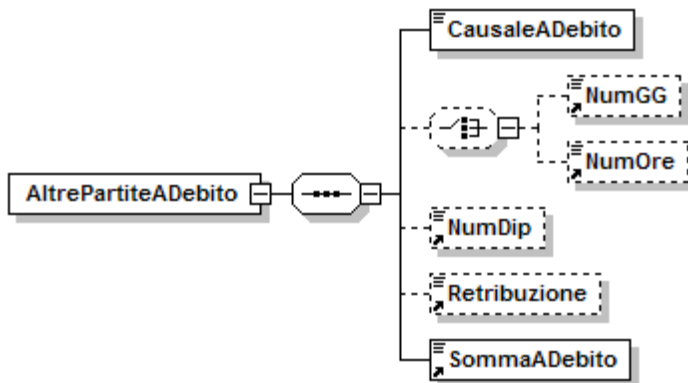 CausaleADebito
NumGG
NumOre
AltrePartiteADebito
NumDip
Retribuzione
SommaADebito